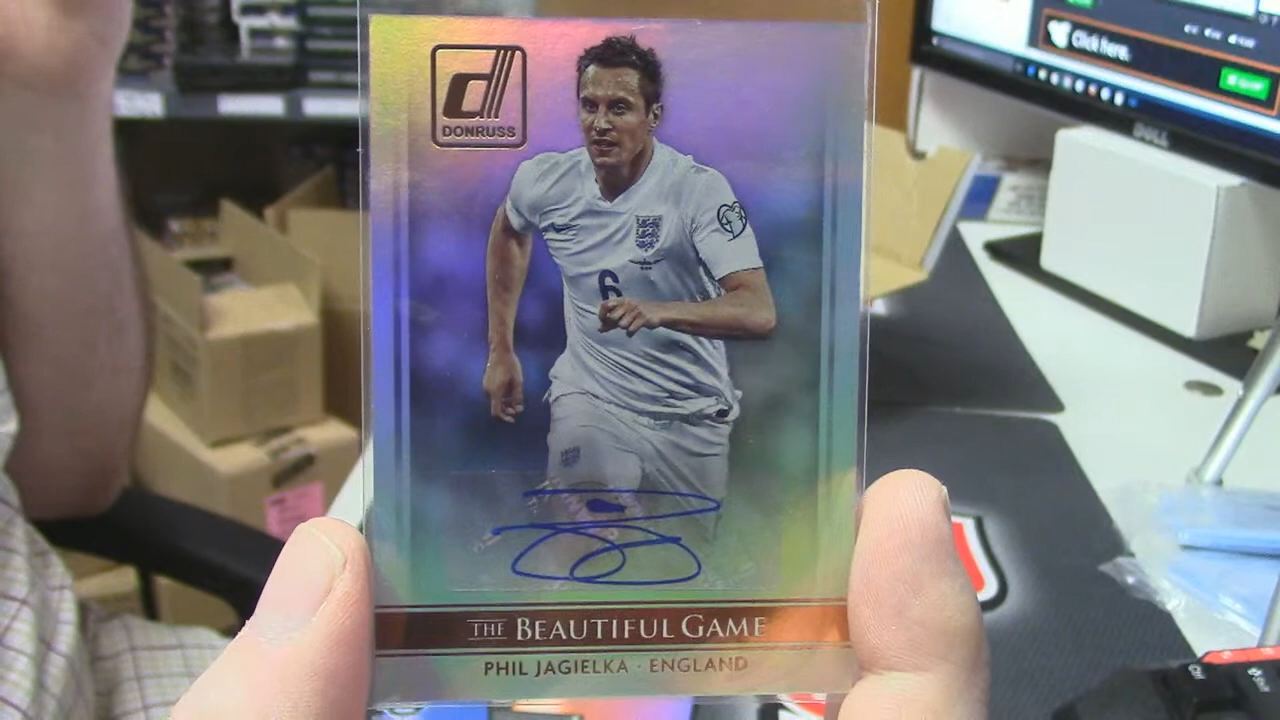 DONRUSS
6
THE BEAUTIFUL GAME
PHIL JAGIELKA · ENGLAND
Click here.
DELL